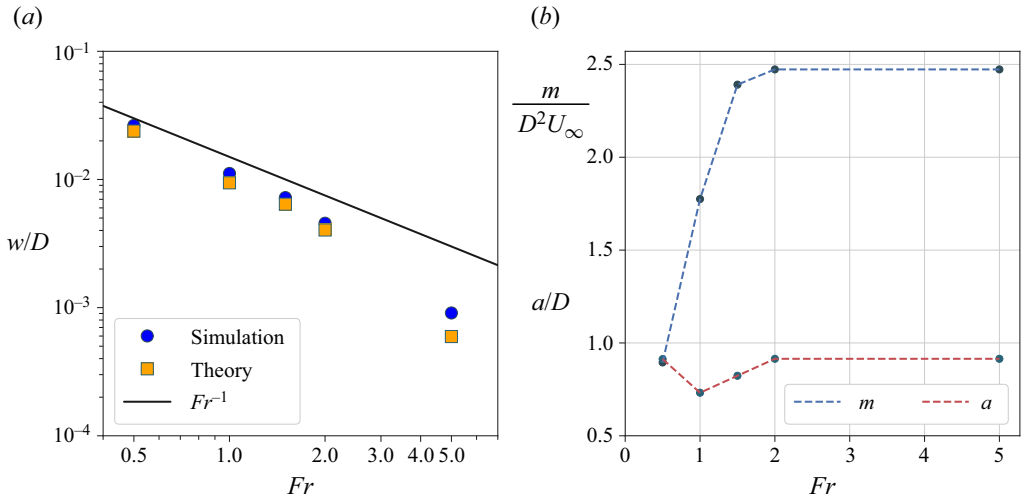 (a)
10⁻¹
10⁻²
10⁻³
10⁻⁴
w/D
Simulation
Theory
Fr⁻¹
0.5
1.0
2.0
3.0
4.0
5.0
Fr
(b)
m
D²U∞
a/D
2.5
2.0
1.5
1.0
0.5
m
a
0
1
2
3
4
5
Fr